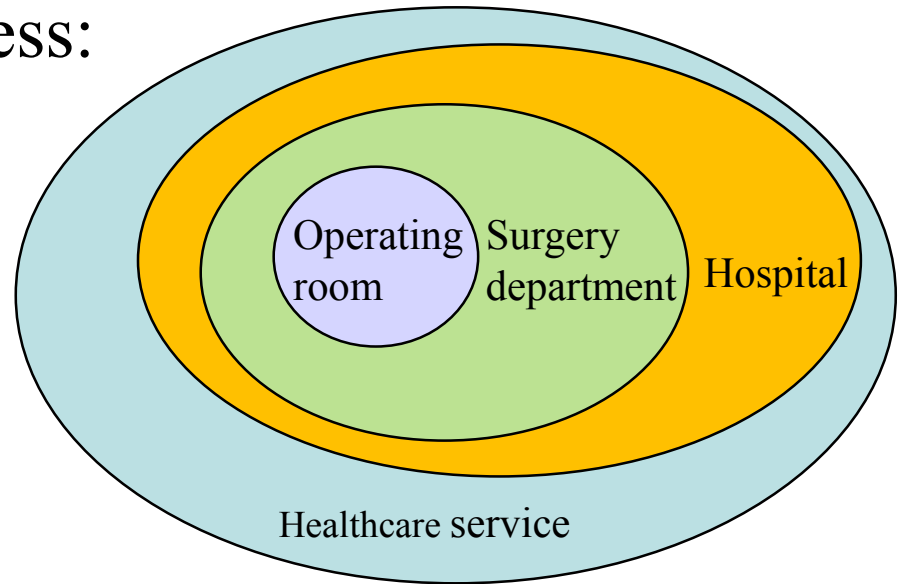 ess:
Operating
room
Surgery
department
Hospital
Healthcare service